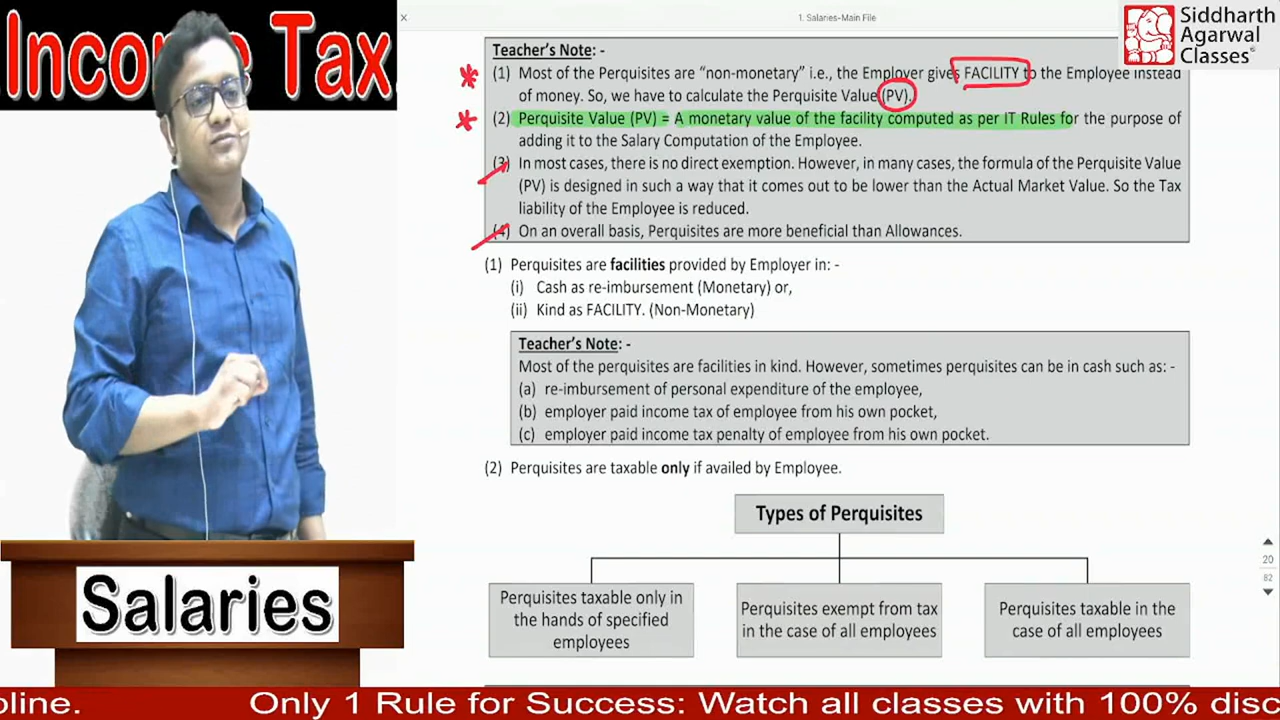 Income Tax
1. Salaries-Main File
Siddharth
Agarwal
Classes
Teacher's Note: -
(1) Most of the Perquisites are “non-monetary” i.e., the Employer gives FACILITY to the Employee instead
of money. So, we have to calculate the Perquisite Value (PV).
(2) Perquisite Value (PV) = A monetary value of the facility computed as per IT Rules for the purpose of
adding it to the Salary Computation of the Employee.
(3) In most cases, there is no direct exemption. However, in many cases, the formula of the Perquisite Value
(PV) is designed in such a way that it comes out to be lower than the Actual Market Value. So the Tax
liability of the Employee is reduced.
(4) On an overall basis, Perquisites are more beneficial than Allowances.
(1) Perquisites are facilities provided by Employer in: -
(i) Cash as re-imbursement (Monetary) or,
(ii) Kind as FACILITY. (Non-Monetary)
Teacher's Note: -
Most of the perquisites are facilities in kind. However, sometimes perquisites can be in cash such as: -
(a) re-imbursement of personal expenditure of the employee,
(b) employer paid income tax of employee from his own pocket,
(c) employer paid income tax penalty of employee from his own pocket.
(2) Perquisites are taxable only if availed by Employee.
Types of Perquisites
Perquisites taxable only in
the hands of specified
employees
Perquisites exempt from tax
in the case of all employees
Perquisites taxable in the
case of all employees
20
82
Salaries
pline. Only 1 Rule for Success: Watch all classes with 100% disc